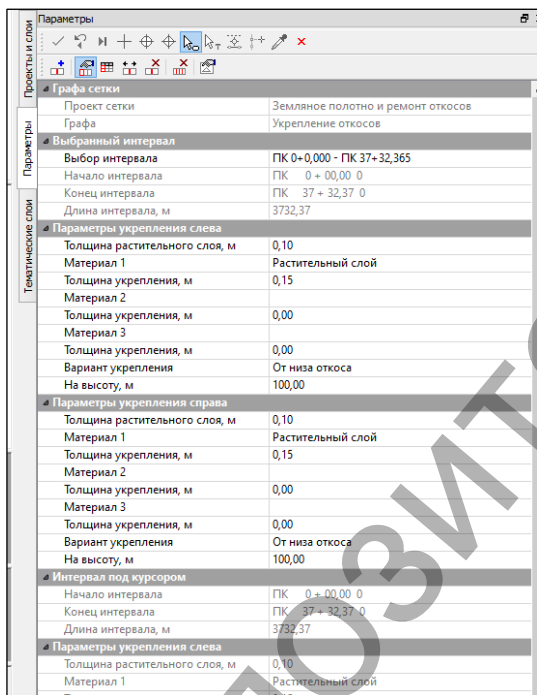 Параметры
Проекты и слои
Параметры
Тематические слои
Графа сетки
Проект сетки Земляное полотно и ремонт откосов
Графа Укрепление откосов
Выбранный интервал
Выбор интервала ПК 0+0,000 - ПК 37+32,365
Начало интервала ПК 0 + 00,00 0
Конец интервала ПК 37 + 32,37 0
Длина интервала, м 3732,37
Параметры укрепления слева
Толщина растительного слоя, м 0,10
Материал 1 Растительный слой
Толщина укрепления, м 0,15
Материал 2
Толщина укрепления, м 0,00
Материал 3
Толщина укрепления, м 0,00
Вариант укрепления От низа откоса
На высоту, м 100,00
Параметры укрепления справа
Толщина растительного слоя, м 0,10
Материал 1 Растительный слой
Толщина укрепления, м 0,15
Материал 2
Толщина укрепления, м 0,00
Материал 3
Толщина укрепления, м 0,00
Вариант укрепления От низа откоса
На высоту, м 100,00
Интервал под курсором
Начало интервала ПК 0 + 00,00 0
Конец интервала ПК 37 + 32,37 0
Длина интервала, м 3732,37
Параметры укрепления слева
Толщина растительного слоя, м 0,10
Материал 1 Растительный слой